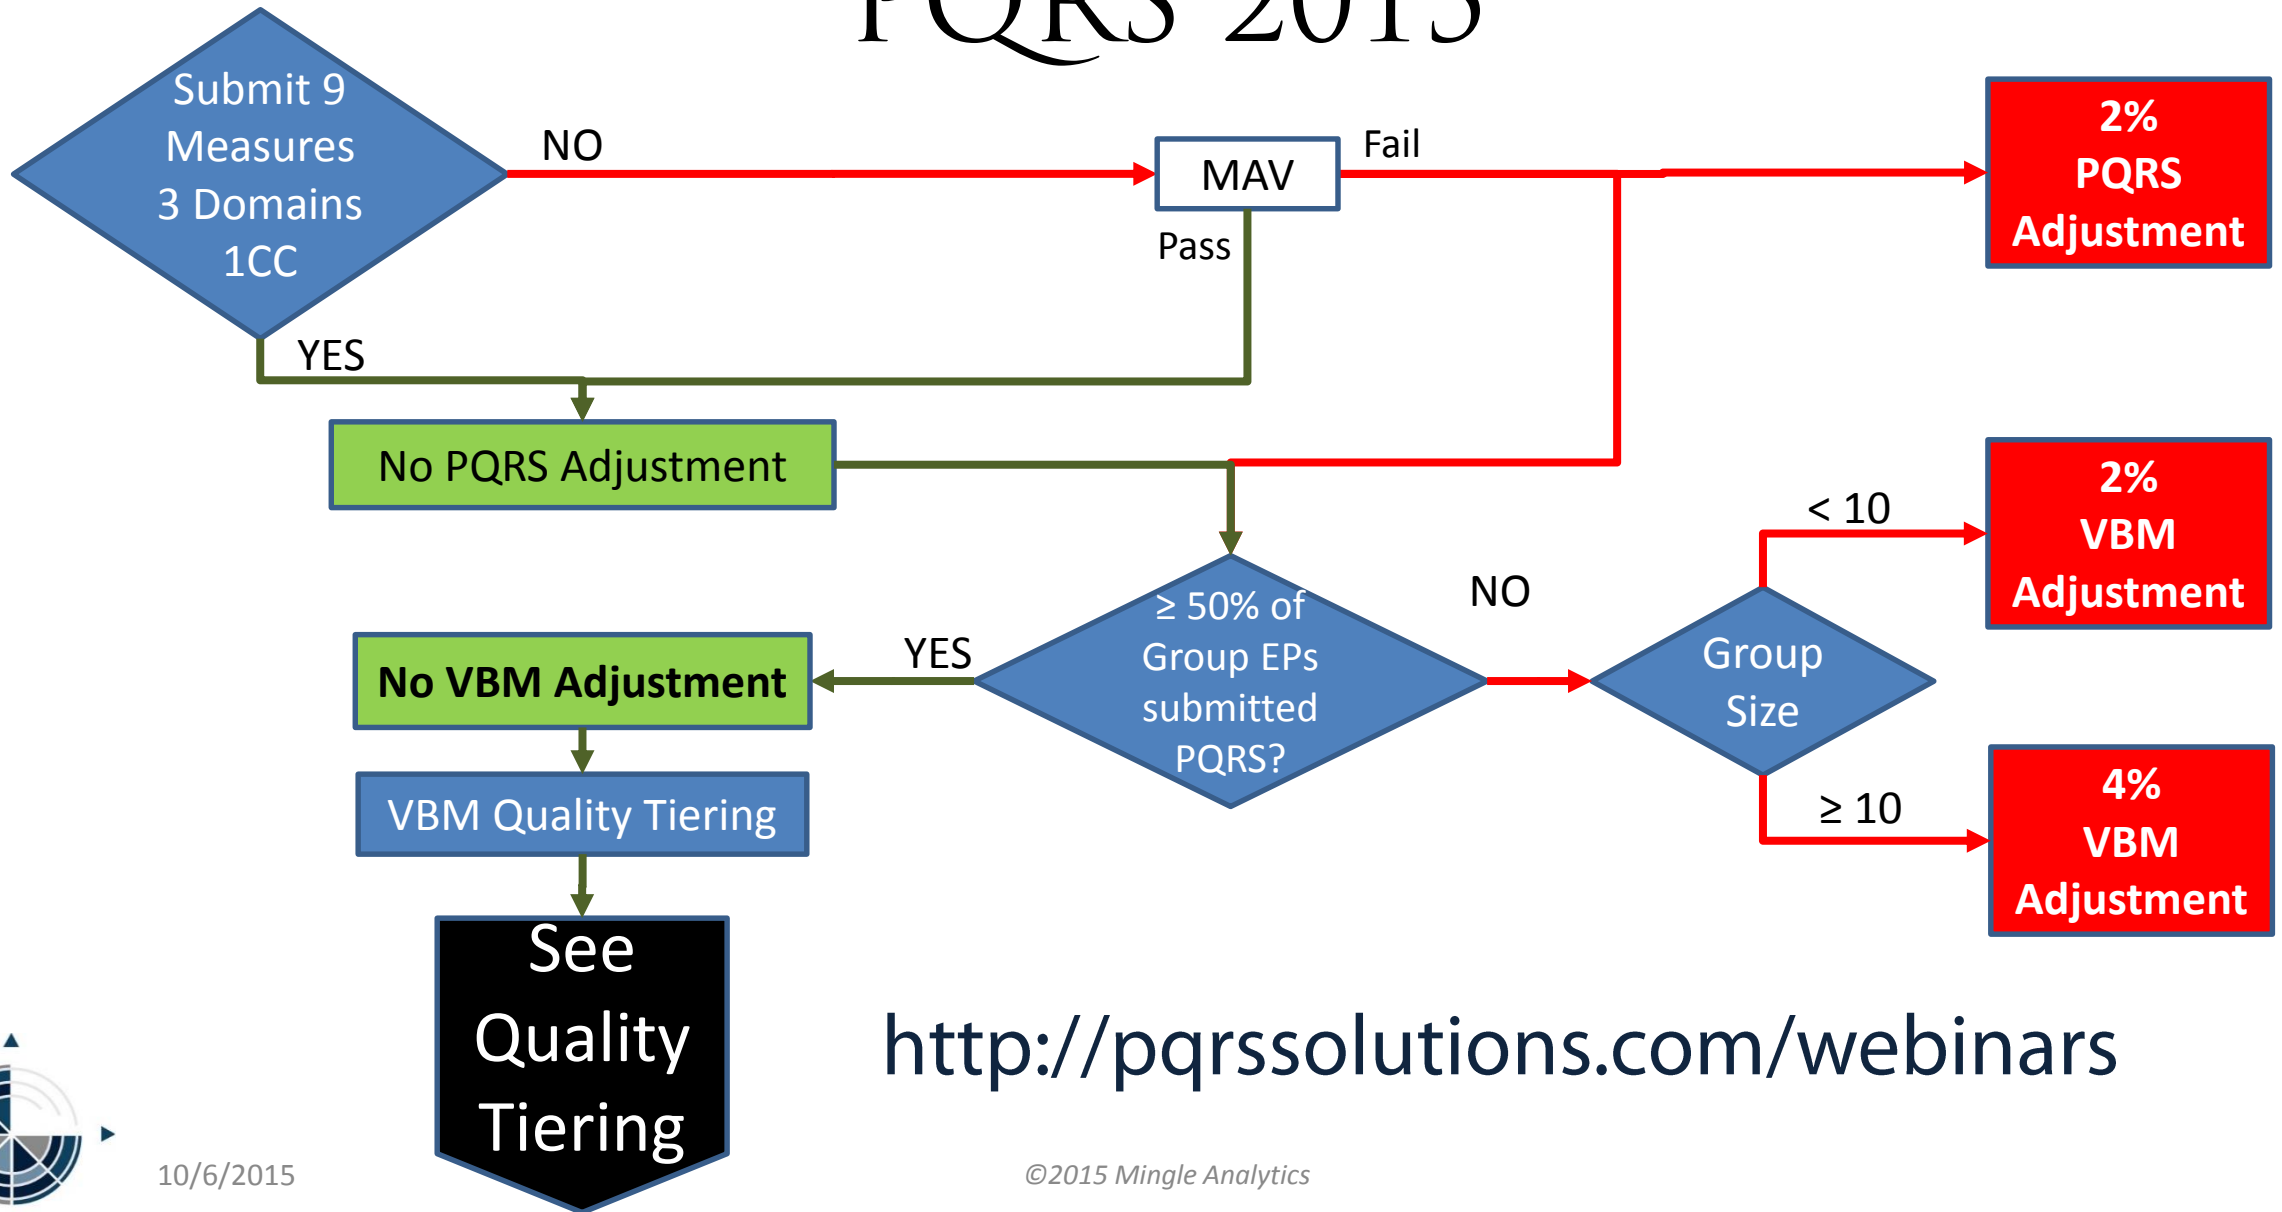 PQRS 2015
Submit 9
Measures
3 Domains
1CC
NO
MAV
Fail
Pass
2%
PQRS
Adjustment
YES
No PQRS Adjustment
< 10
2%
VBM
Adjustment
≥ 50% of
Group EPs
submitted
PQRS?
NO
YES
Group
Size
No VBM Adjustment
VBM Quality Tiering
≥ 10
4%
VBM
Adjustment
See
Quality
Tiering
http://pqrssolutions.com/webinars
10/6/2015
©2015 Mingle Analytics